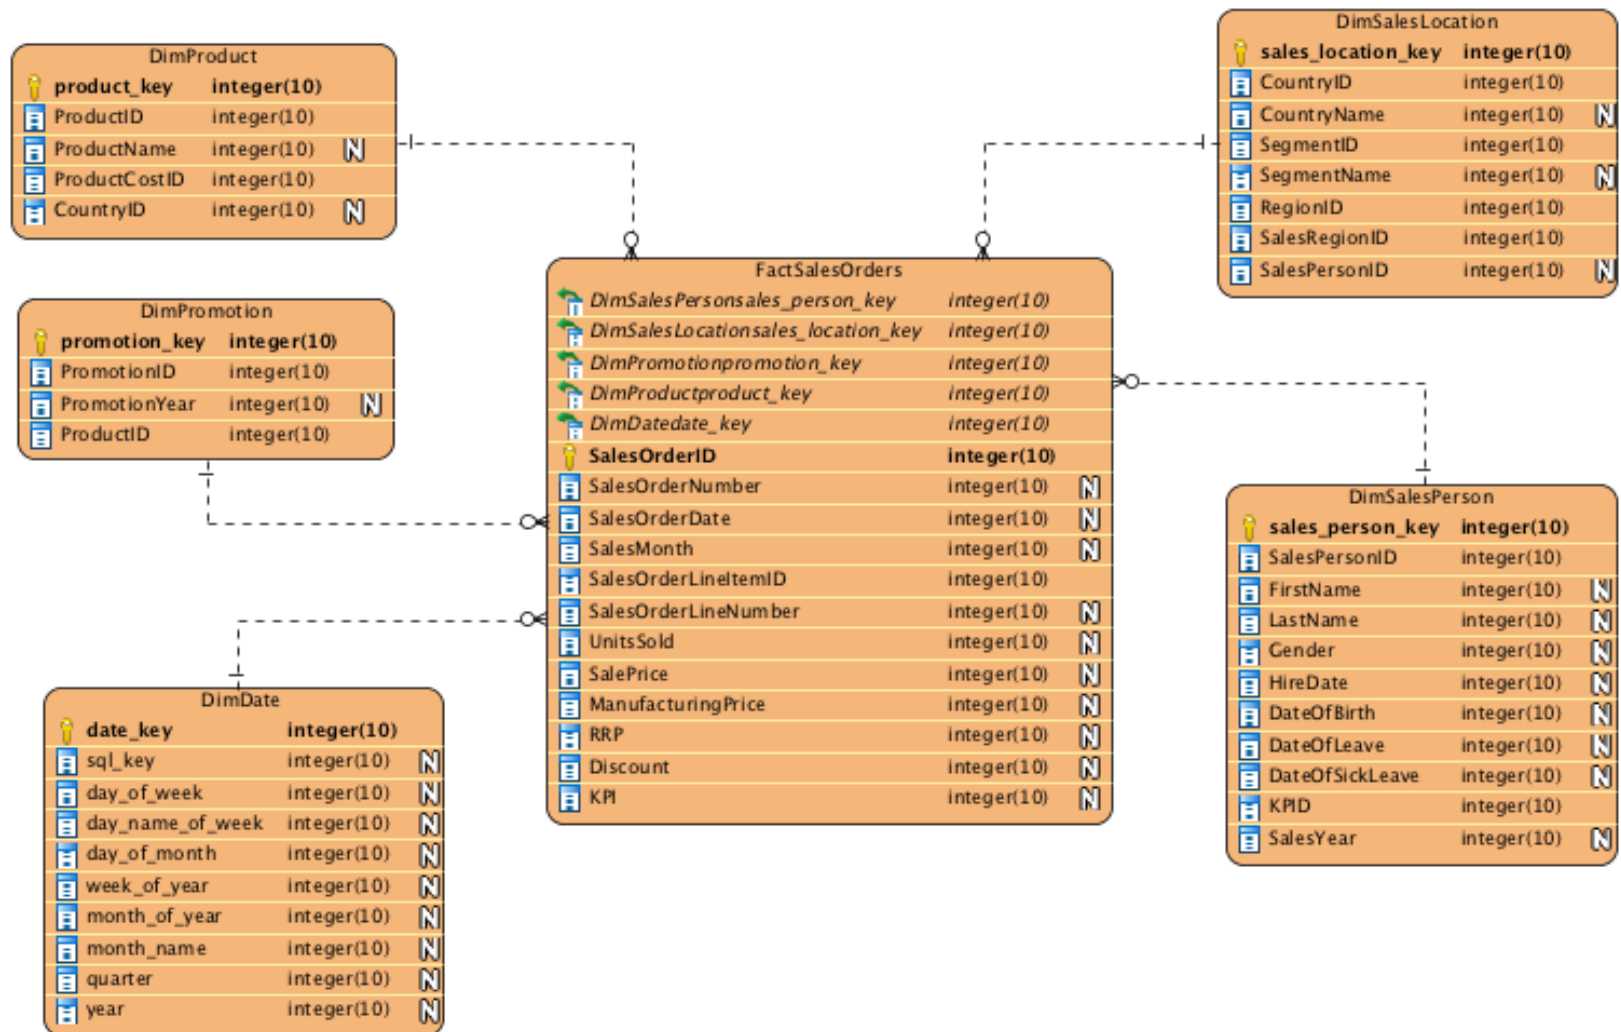 DimProduct
product_key integer(10)
ProductID integer(10)
ProductName integer(10) N
ProductCostID integer(10)
CountryID integer(10) N
DimPromotion
promotion_key integer(10)
PromotionID integer(10)
PromotionYear integer(10) N
ProductID integer(10)
DimDate
date_key integer(10)
sql_key integer(10) N
day_of_week integer(10) N
day_name_of_week integer(10) N
day_of_month integer(10) N
week_of_year integer(10) N
month_of_year integer(10) N
month_name integer(10) N
quarter integer(10) N
year integer(10) N
FactSalesOrders
DimSalesPersonsales_person_key integer(10)
DimSalesLocationsales_location_key integer(10)
DimPromotionpromotion_key integer(10)
DimProductproduct_key integer(10)
DimDatedate_key integer(10)
SalesOrderID integer(10)
SalesOrderNumber integer(10) N
SalesOrderDate integer(10) N
SalesMonth integer(10) N
SalesOrderLineItemID integer(10)
SalesOrderLineNumber integer(10) N
UnitsSold integer(10) N
SalePrice integer(10) N
ManufacturingPrice integer(10) N
RRP integer(10) N
Discount integer(10) N
KPI integer(10) N
DimSalesLocation
sales_location_key integer(10)
CountryID integer(10)
CountryName integer(10) N
SegmentID integer(10)
SegmentName integer(10) N
RegionID integer(10)
SalesRegionID integer(10)
SalesPersonID integer(10) N
DimSalesPerson
sales_person_key integer(10)
SalesPersonID integer(10)
FirstName integer(10) N
LastName integer(10) N
Gender integer(10) N
HireDate integer(10) N
DateOfBirth integer(10) N
DateOfLeave integer(10) N
DateOfSickLeave integer(10) N
KPID integer(10)
SalesYear integer(10) N